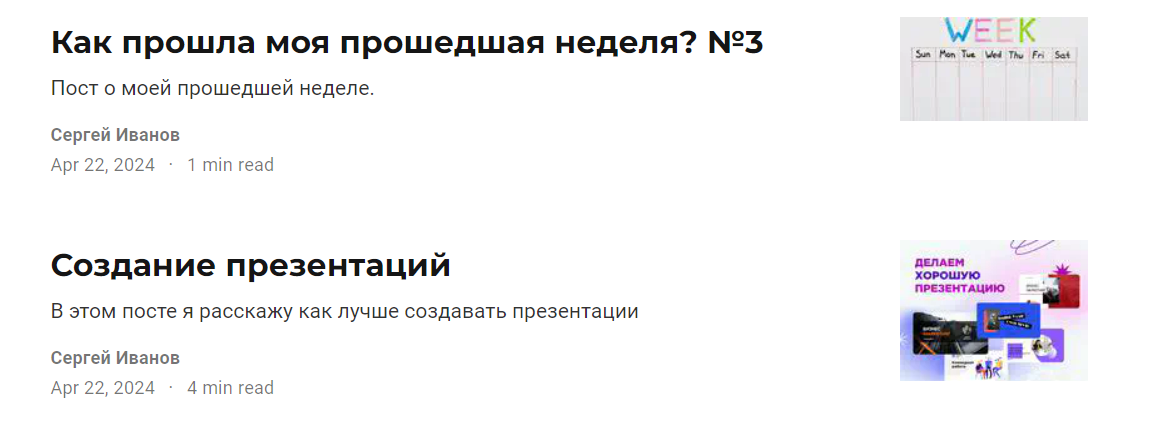 Как прошла моя прошедшая неделя? №3
Пост о моей прошедшей неделе.
Сергей Иванов
Apr 22, 2024 · 1 min read
WEEK
Sun Mon Tue Wed Thu Fri Sat
Создание презентаций
В этом посте я расскажу как лучше создавать презентации
Сергей Иванов
Apr 22, 2024 · 4 min read
ДЕЛАЕМ
ХОРОШУЮ
ПРЕЗЕНТАЦИЮ